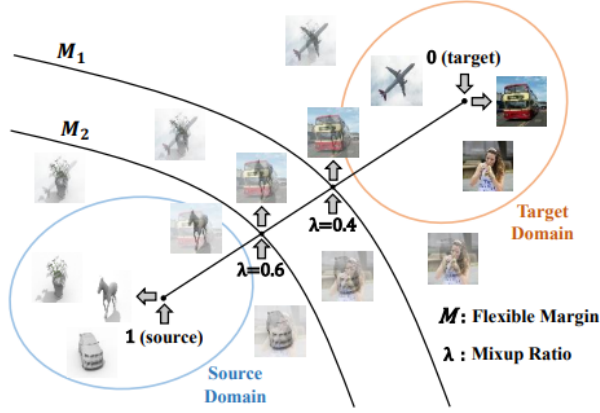 M₁
0 (target)
M₂
Target
Domain
λ=0.4
λ=0.6
1 (source)
Source
Domain
M: Flexible Margin
λ : Mixup Ratio